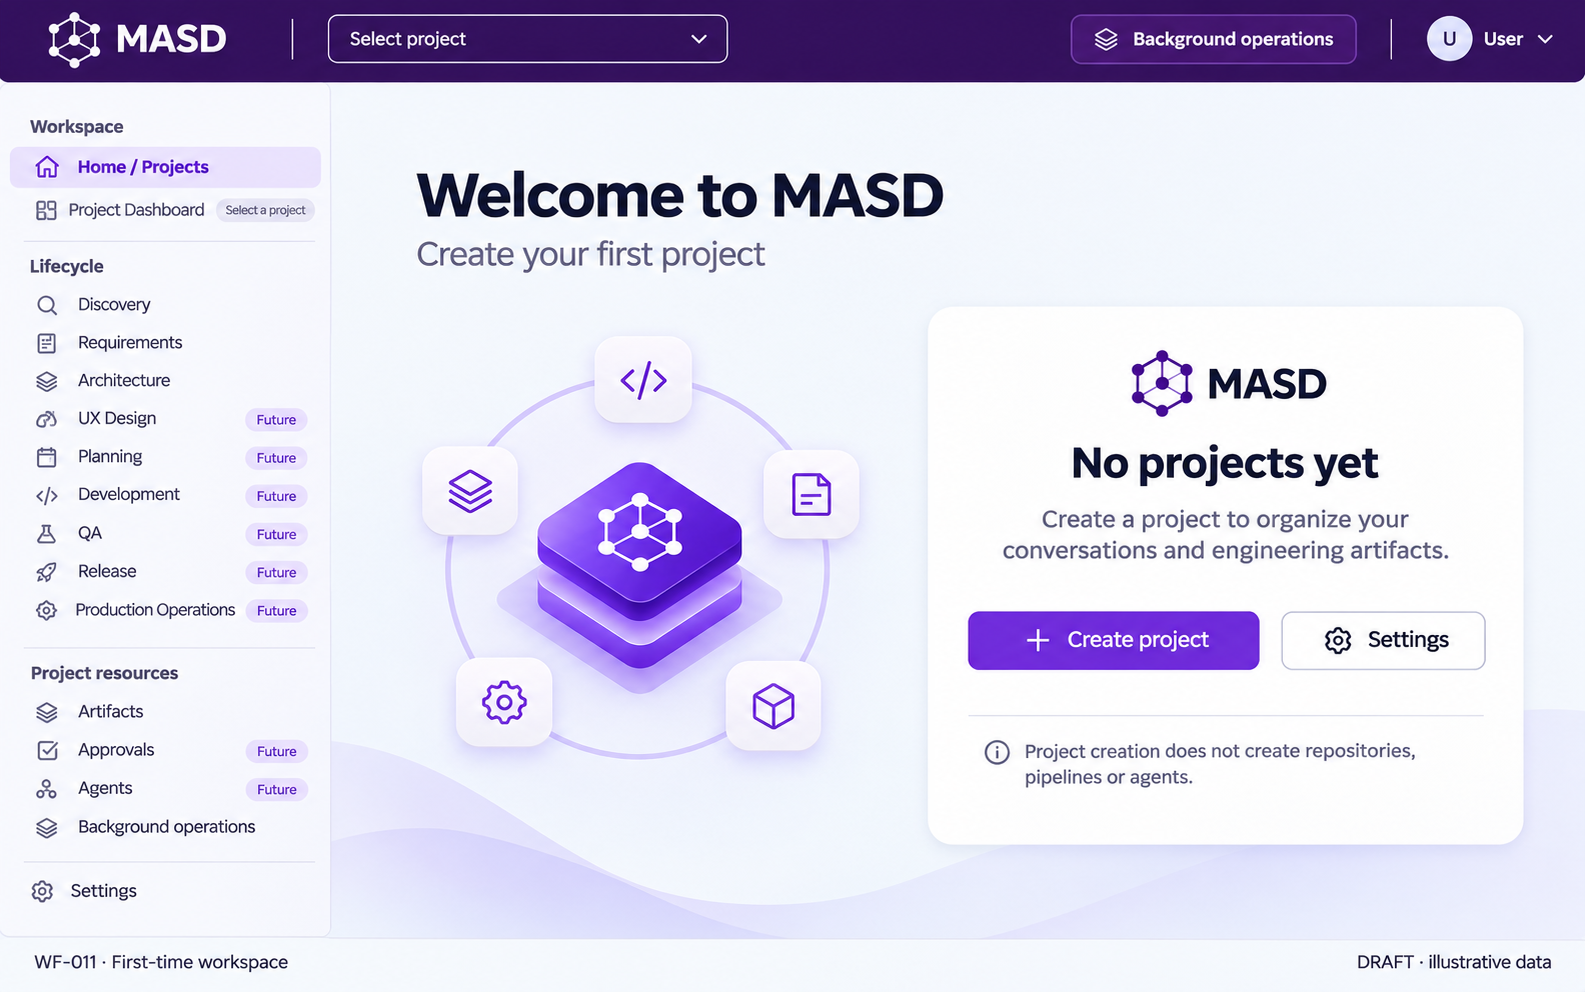 MASD
Select project
Background operations
U
User
Workspace
Home / Projects
Project Dashboard
Select a project
Lifecycle
Discovery
Requirements
Architecture
UX Design
Future
Planning
Future
Development
Future
QA
Future
Release
Future
Production Operations
Future
Project resources
Artifacts
Approvals
Future
Agents
Future
Background operations
Settings
Welcome to MASD
Create your first project
MASD
No projects yet
Create a project to organize your
conversations and engineering artifacts.
Create project
Settings
Project creation does not create repositories,
pipelines or agents.
WF-011 · First-time workspace
DRAFT · illustrative data